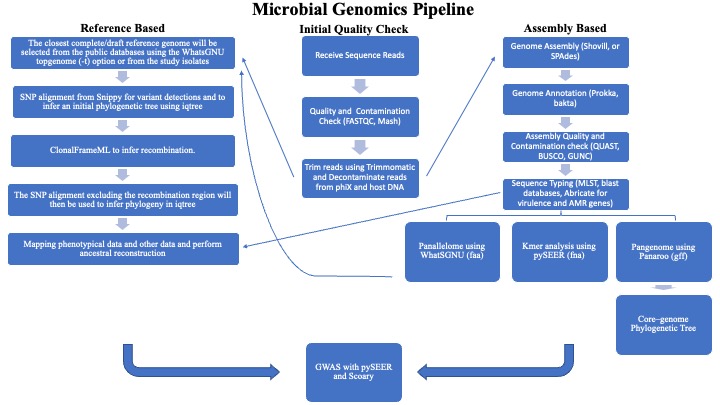 Microbial Genomics Pipeline
Reference Based
The closest complete/draft reference genome will be
selected from the public databases using the WhatsGNU
topgenome (-t) option or from the study isolates
SNP alignment from Snippy for variant detections and to
infer an initial phylogenetic tree using iqtree
ClonalFrameML to infer recombination.
The SNP alignment excluding the recombination region will
then be used to infer phylogeny in iqtree
Mapping phenotypical data and other data and perform
ancestral reconstruction
Initial Quality Check
Receive Sequence Reads
Quality and Contamination
Check (FASTQC, Mash)
Trim reads using Trimmomatic
and Decontaminate reads
from phiX and host DNA
Assembly Based
Genome Assembly (Shovill, or
SPAdes)
Genome Annotation (Prokka,
bakta)
Assembly Quality and
Contamination check (QUAST,
BUSCO, GUNC)
Sequence Typing (MLST, blast
databases, Abricate for
virulence and AMR genes)
Panallelome using
WhatSGNU (faa)
Kmer analysis using
pySEER (fna)
Pangenome using
Panaroo (gff)
Core–genome
Phylogenetic Tree
GWAS with pySEER
and Scoary